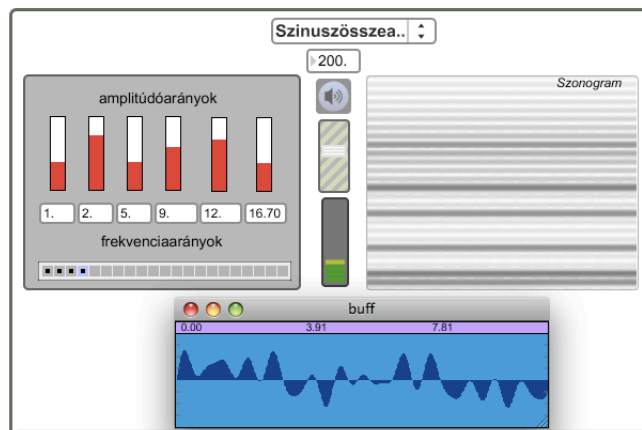 Szinuszösszea..
200.
Szonogram
amplitúdóarányok
1. 2. 5. 9. 12. 16.70
frekvenciaarányok
buff
0.00 3.91 7.81